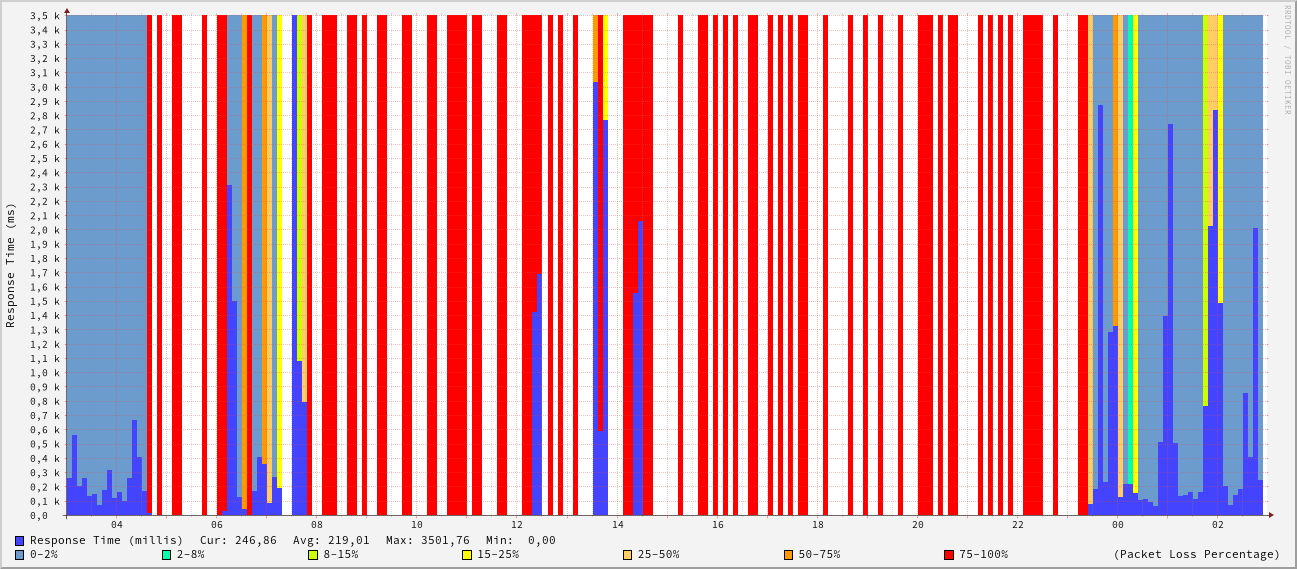 3,5 k
3,4 k
3,3 k
3,2 k
3,1 k
3,0 k
2,9 k
2,8 k
2,7 k
2,6 k
2,5 k
2,4 k
2,3 k
2,2 k
2,1 k
2,0 k
1,9 k
1,8 k
1,7 k
1,6 k
1,5 k
1,4 k
1,3 k
1,2 k
1,1 k
1,0 k
0,9 k
0,8 k
0,7 k
0,6 k
0,5 k
0,4 k
0,3 k
0,2 k
0,1 k
0,0
Response Time (ms)
RRDTOOL / TOBI OETIKER
04 06 08 10 12 14 16 18 20 22 00 02
Response Time (millis) Cur: 246,86 Avg: 219,01 Max: 3501,76 Min: 0,00
0-2% 2-8% 8-15% 15-25% 25-50% 50-75% 75-100% (Packet Loss Percentage)